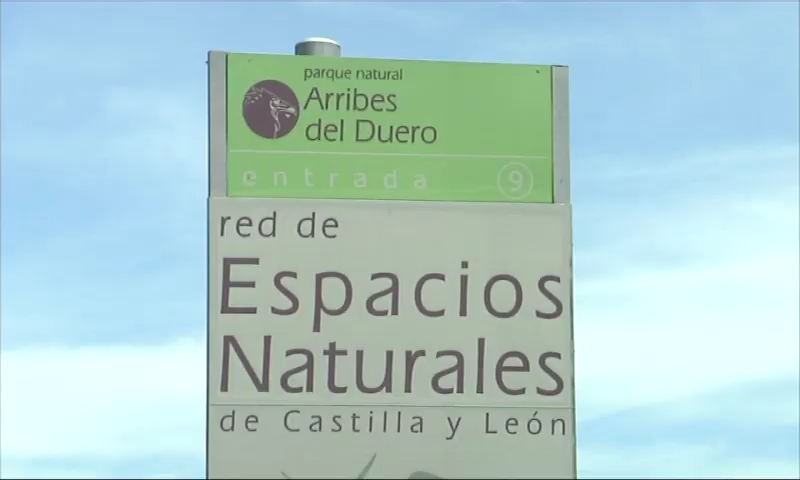 parque natural
Arribes
del Duero
entrada 9
red de
Espacios
Naturales
de Castilla y León